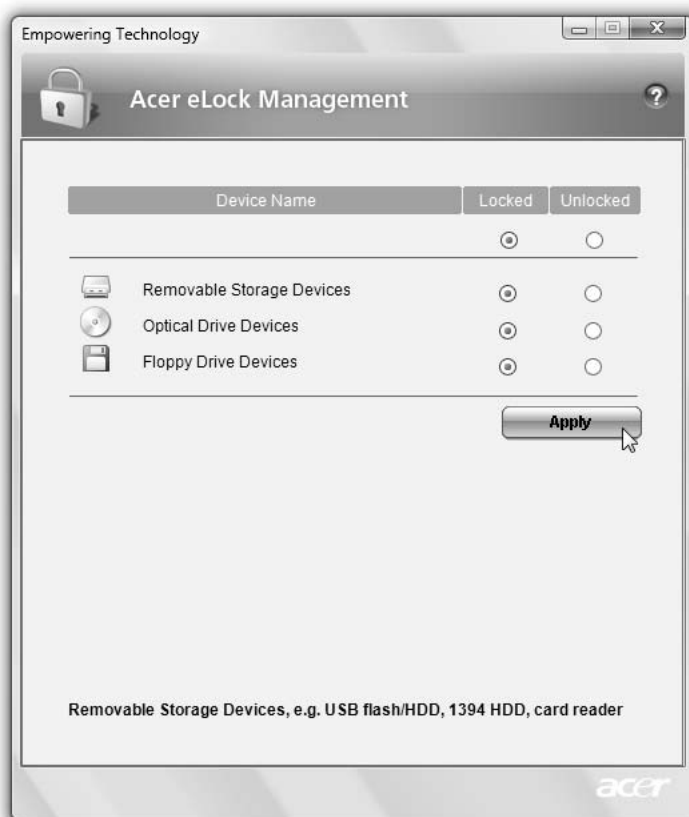 Empowering Technology
Acer eLock Management
?
Device Name Locked Unlocked
Removable Storage Devices
Optical Drive Devices
Floppy Drive Devices
Apply
Removable Storage Devices, e.g. USB flash/HDD, 1394 HDD, card reader
acer